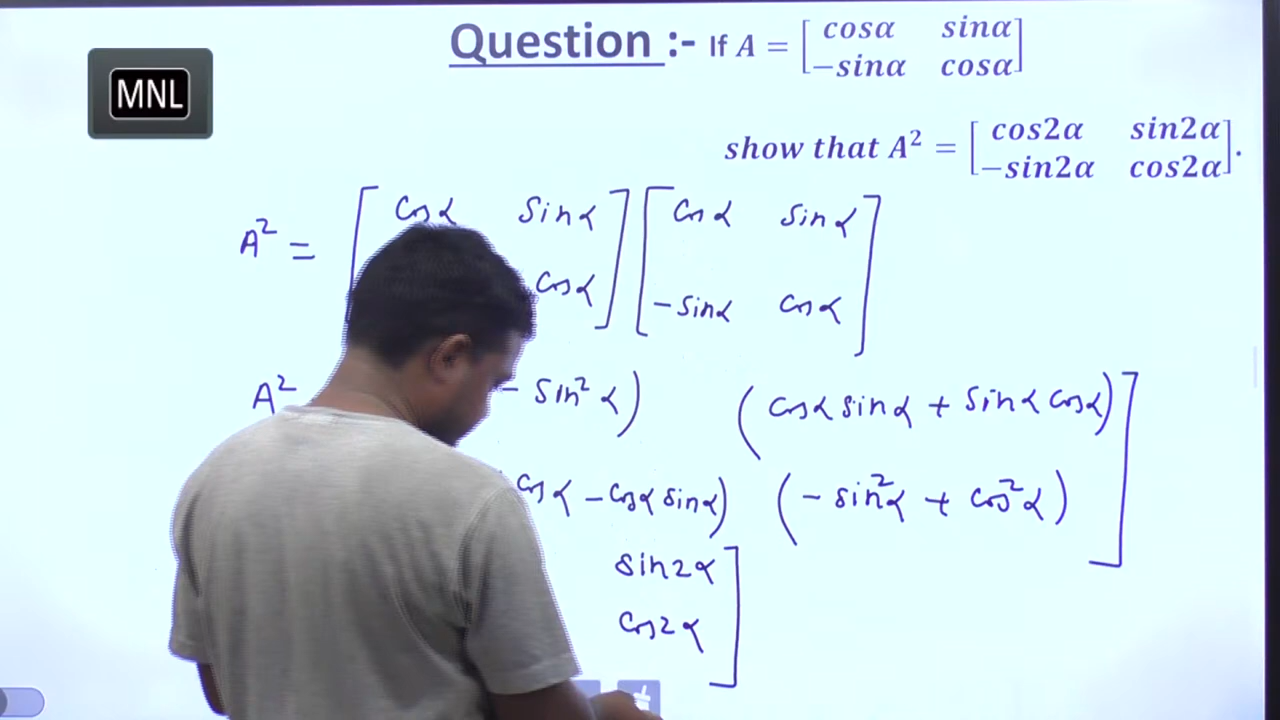 MNL
Question :- If A = [ cosα sinα
−sinα cosα ]
show that A² = [ cos2α sin2α
−sin2α cos2α ].
A² = [ cosα sinα ] [ cosα sinα
cosα −sinα cosα ]
A² − sin²α) (cosα sinα + sinα cosα)
cosα − cosα sinα) (−sin²α + cos²α) ]
sin2α
cos2α ]